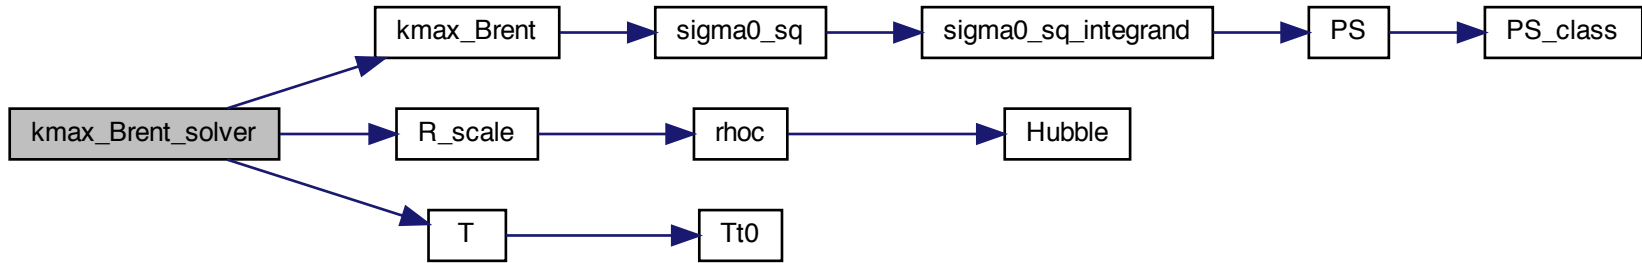 kmax_Brent
sigma0_sq
sigma0_sq_integrand
PS
PS_class
kmax_Brent_solver
R_scale
rhoc
Hubble
T
Tt0